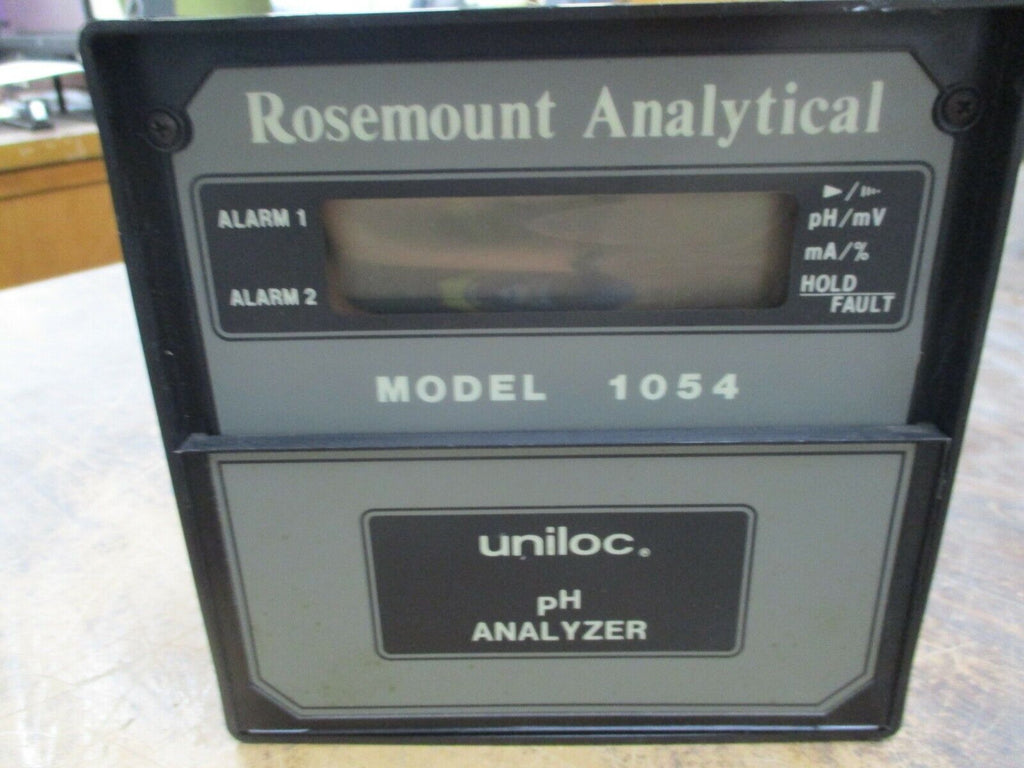 Rosemount Analytical
ALARM 1
pH/mV
mA/%
ALARM 2
HOLD
FAULT
MODEL 1054
uniloc®
pH
ANALYZER